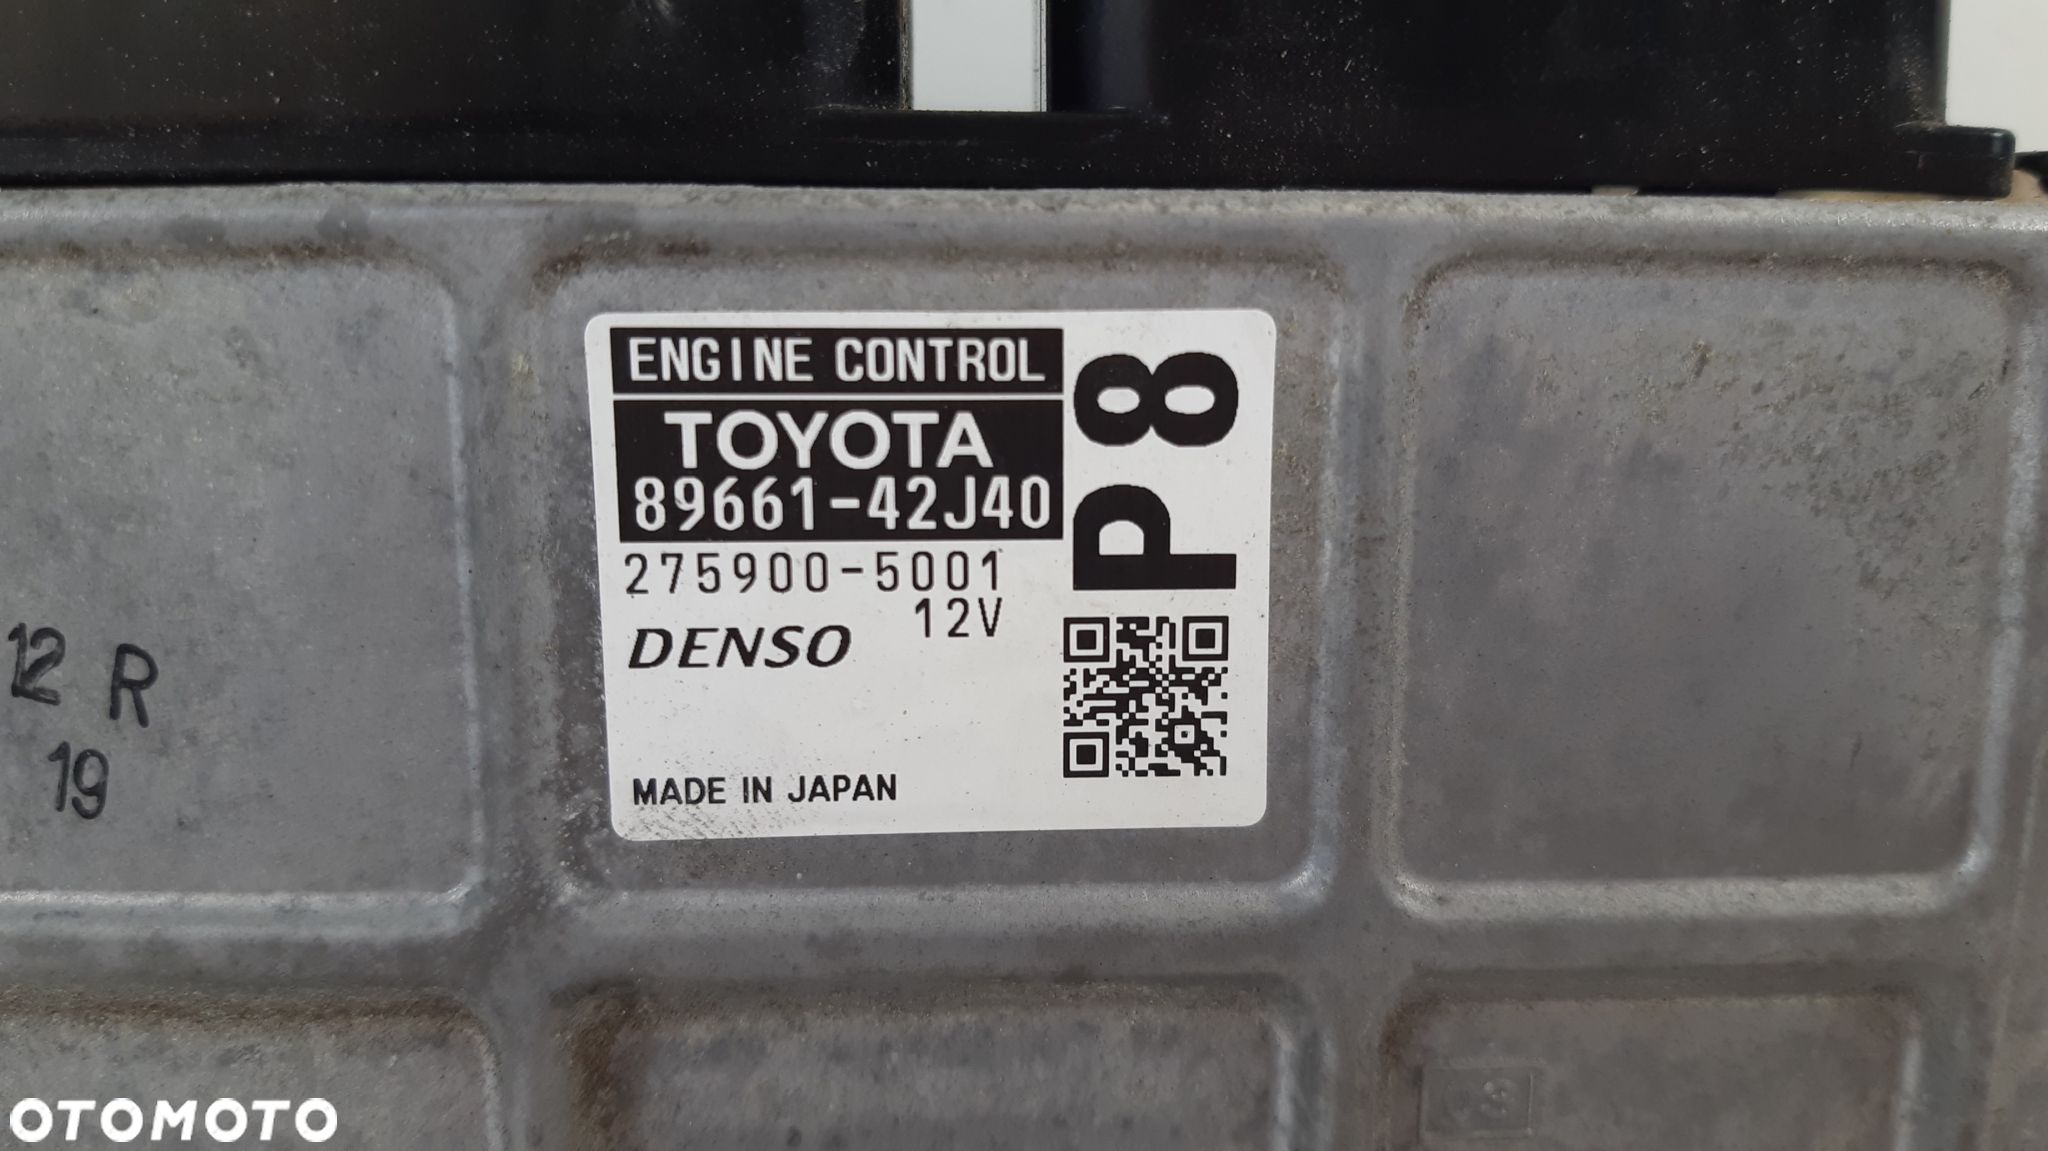 ENGINE CONTROL
TOYOTA
89661-42J40
275900-5001
12V
DENSO
MADE IN JAPAN
P8
12 R
19
OTOMOTO